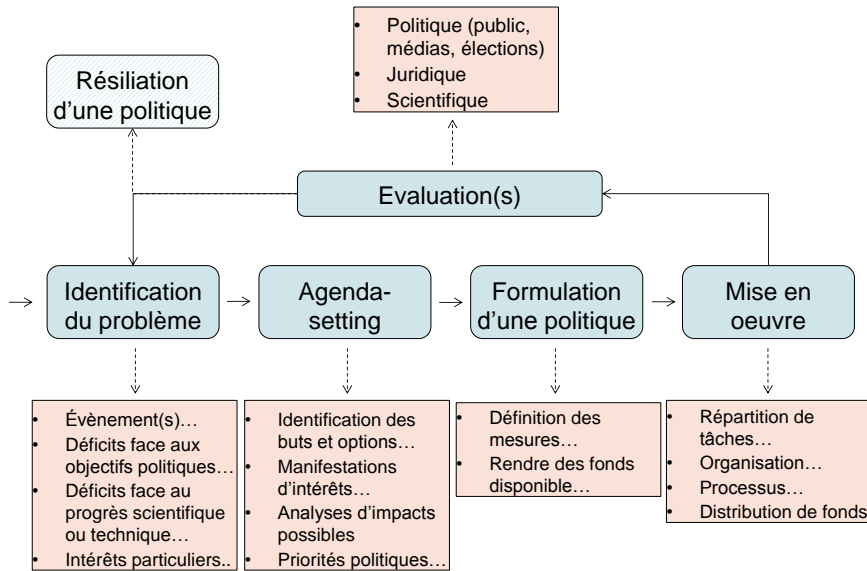 • Politique (public,
médias, élections)
• Juridique
• Scientifique
Résiliation
d'une politique
Evaluation(s)
Identification
du problème
Agenda-
setting
Formulation
d'une politique
Mise en
oeuvre
• Évènement(s)…
• Déficits face aux
objectifs politiques…
• Déficits face au
progrès scientifique
ou technique…
• Intérêts particuliers..
• Identification des
buts et options…
• Manifestations
d'intérêts…
• Analyses d'impacts
possibles
• Priorités politiques…
• Définition des
mesures…
• Rendre des fonds
disponible…
• Répartition de
tâches…
• Organisation…
• Processus…
• Distribution de fonds